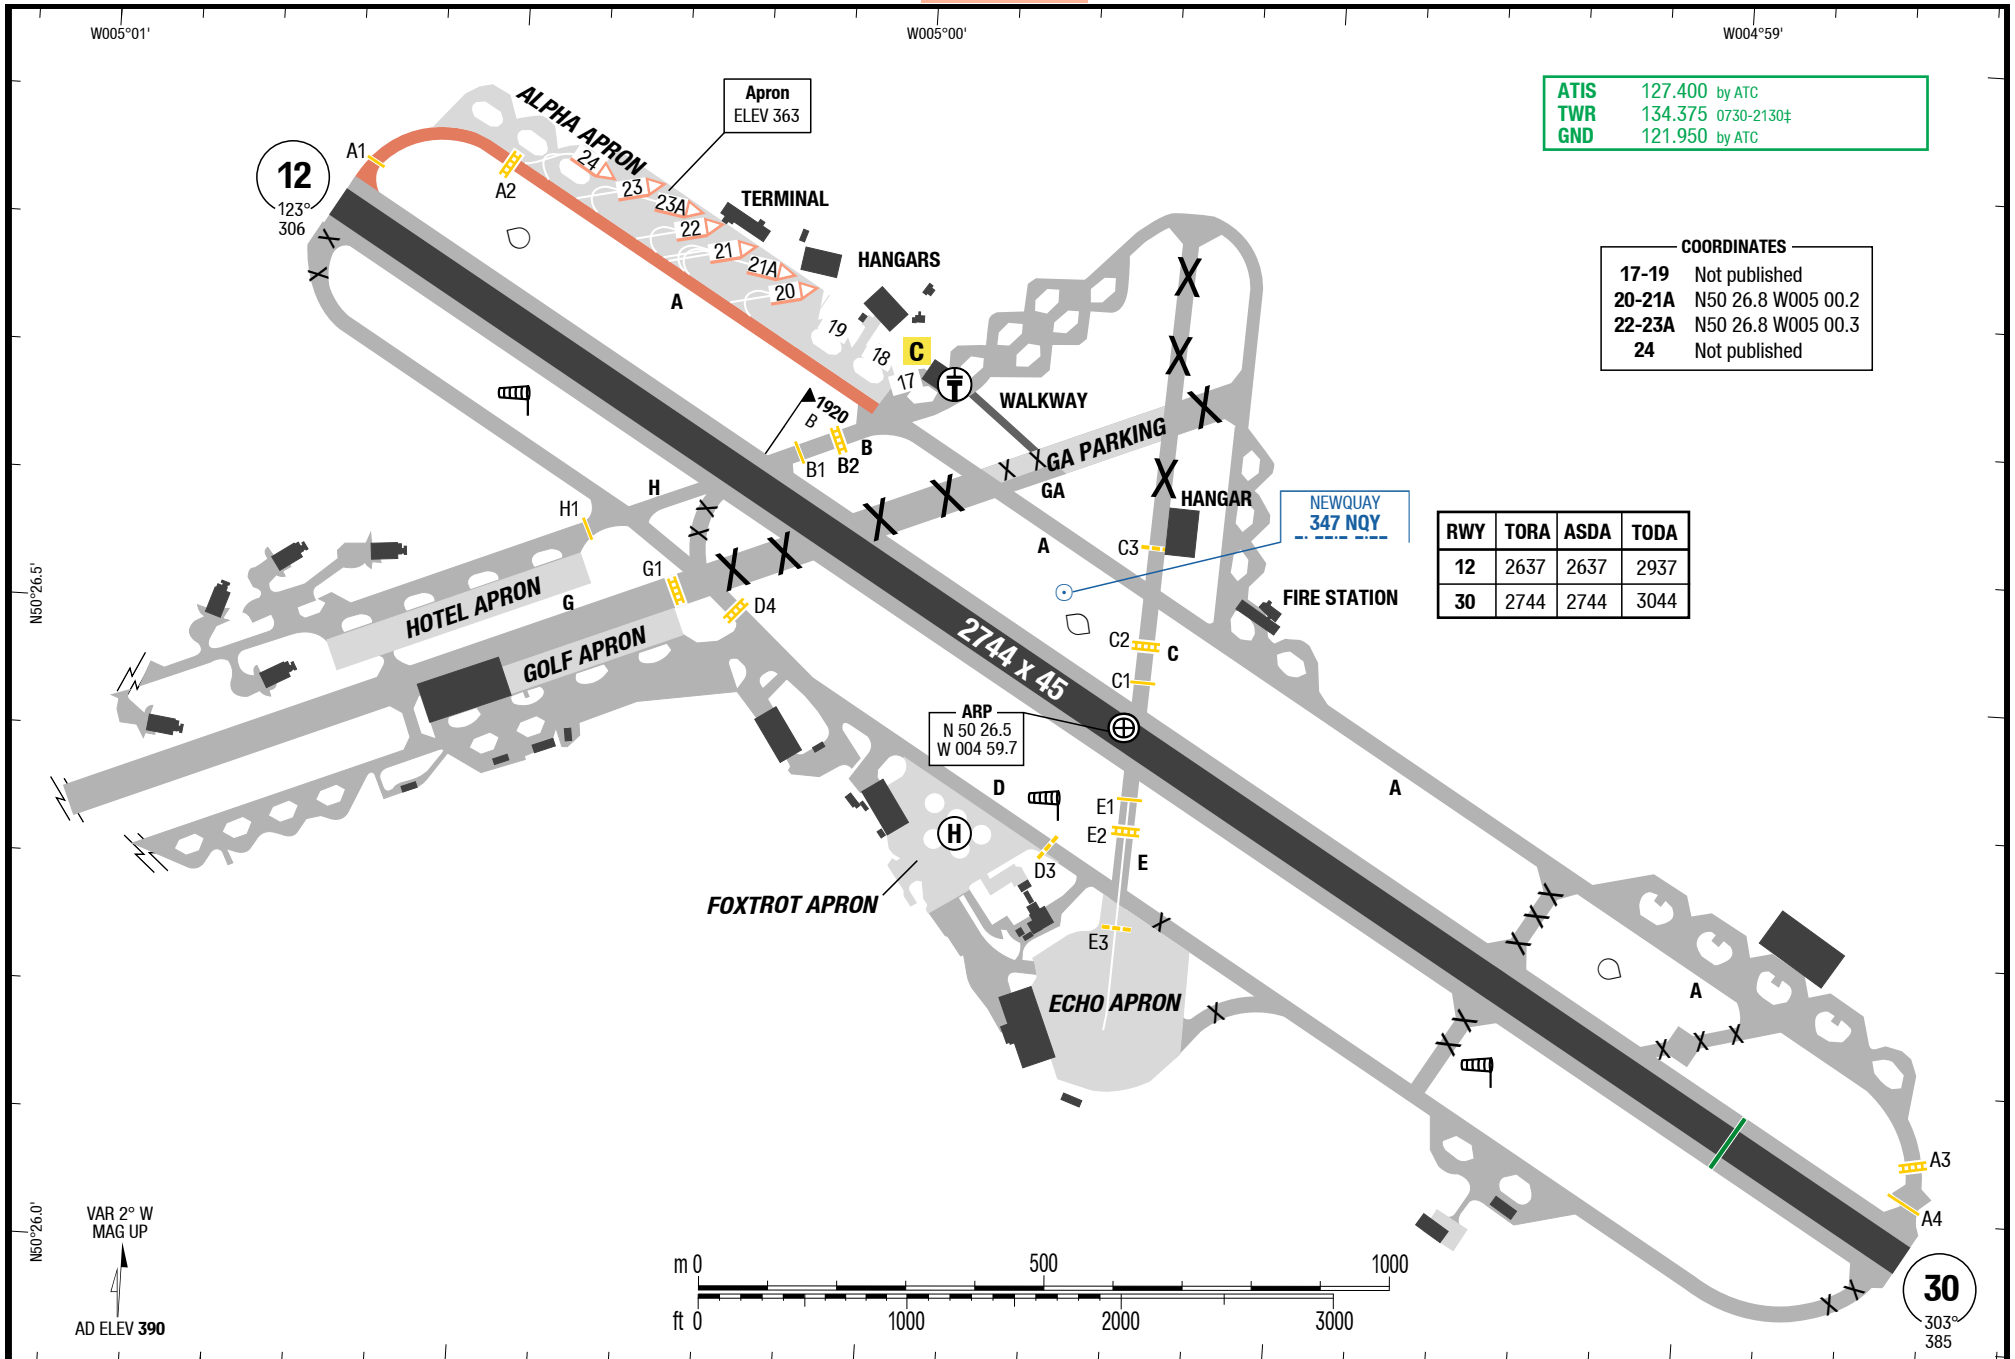 W005°01'
W005°00'
W004°59'
ATIS 127.400 by ATC
TWR 134.375 0730-2130‡
GND 121.950 by ATC
Apron
ELEV 363
ALPHA APRON
A1
A2
12
123°
306
24
23
23A
22
21
21A
20
19
18
17
TERMINAL
HANGARS
C
A
WALKWAY
COORDINATES
17-19 Not published
20-21A N50 26.8 W005 00.2
22-23A N50 26.8 W005 00.3
24 Not published
1920
B
B
B1
B2
GA PARKING
GA
H
H1
HANGAR
NEWQUAY
347 NQY
RWY TORA ASDA TODA
12 2637 2637 2937
30 2744 2744 3044
A
C3
N50°26.5'
G1
D4
G
HOTEL APRON
GOLF APRON
FIRE STATION
2744 x 45
C2
C
C1
ARP
N 50 26.5
W 004 59.7
D
A
E1
E2
E
H
D3
FOXTROT APRON
E3
ECHO APRON
A
A3
A4
N50°26.0'
VAR 2° W
MAG UP
AD ELEV 390
m 0 500 1000
ft 0 1000 2000 3000
30
303°
385